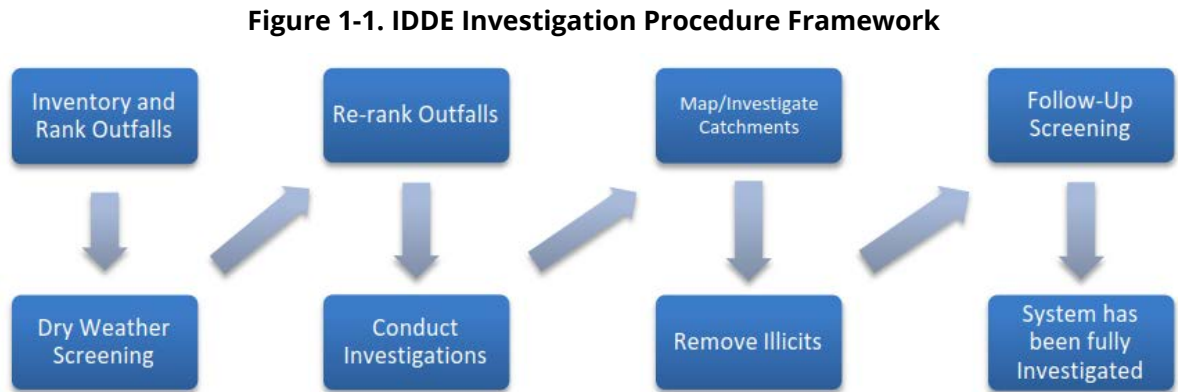 Figure 1-1. IDDE Investigation Procedure Framework
Inventory and
Rank Outfalls
Dry Weather
Screening
Re-rank Outfalls
Conduct
Investigations
Map/Investigate
Catchments
Remove Illicits
Follow-Up
Screening
System has
been fully
Investigated